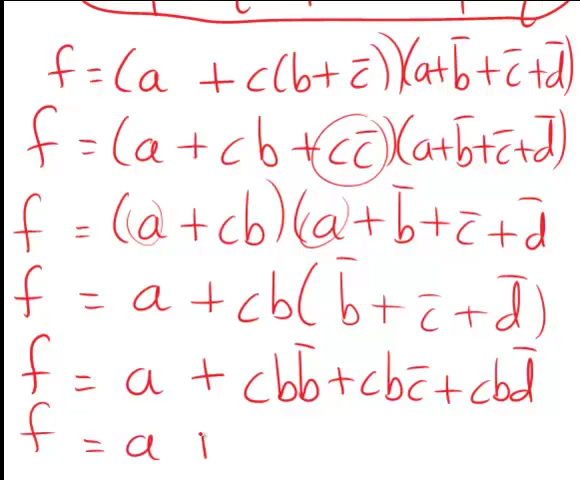 f = (a + c(b + c̄))(a + b̄ + c̄ + d̄)
f = (a + cb + cc̄)(a + b̄ + c̄ + d̄)
f = (a + cb)(a + b̄ + c̄ + d̄
f = a + cb(b̄ + c̄ + d̄)
f = a + cbb̄ + cbc̄ + cbd̄
f = a